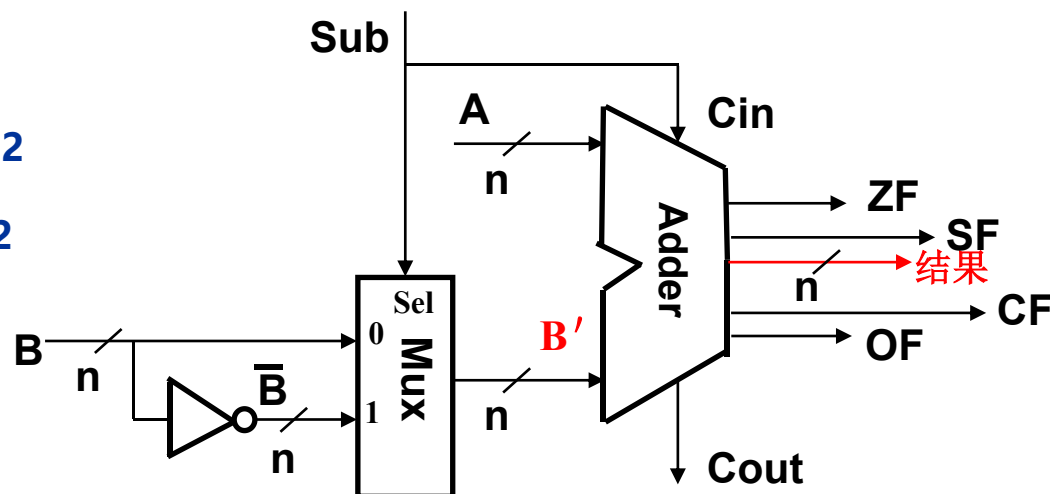 Sub
A
Cin
2
n
ZF
2
Adder
SF
结果
n
Sel
CF
B
0
B′
OF
n
Mux
B̅
1
n
n
Cout